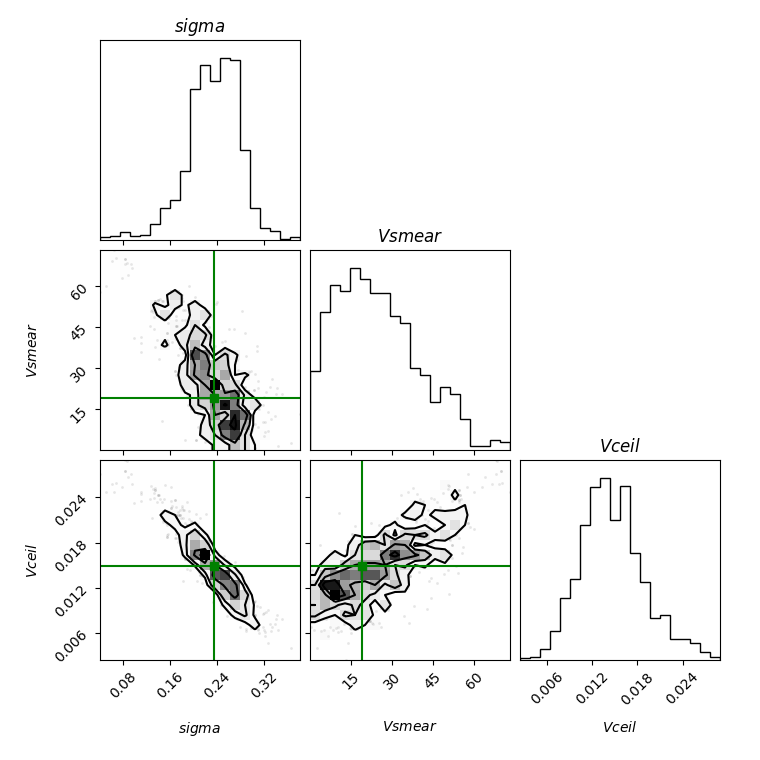 sigma
Vsmear
Vsmear
60
45
30
15
Vceil
Vceil
0.024
0.018
0.012
0.006
0.08 0.16 0.24 0.32
15 30 45 60
0.006 0.012 0.018 0.024
sigma
Vsmear
Vceil